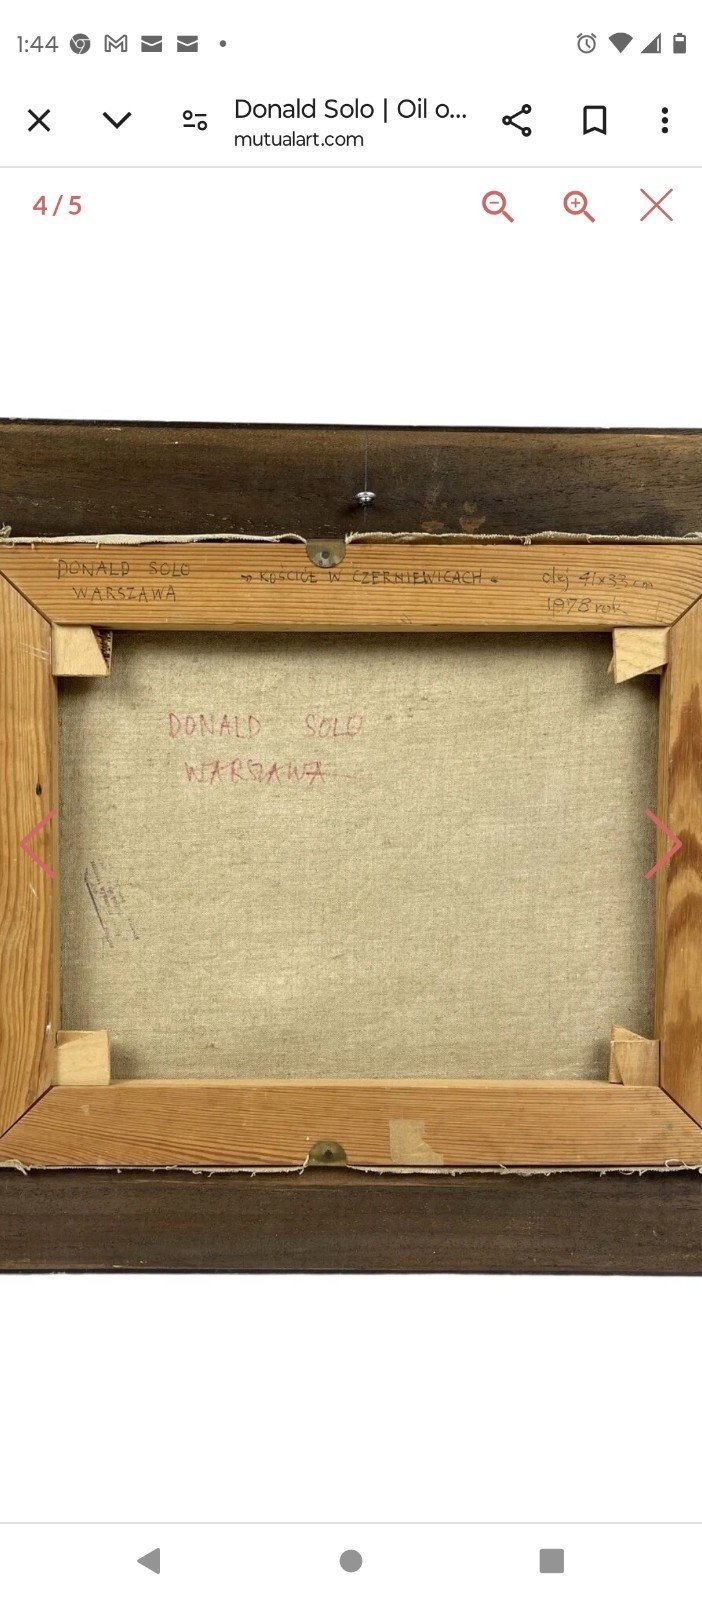 1:44
Donald Solo | Oil o...
mutualart.com
4 / 5
DONALD SOLO
WARSZAWA
„KOŚCIÓŁ W CZERNIEWICACH"
olej 41x33 cm
1978 rok
DONALD SOLO
WARSZAWA